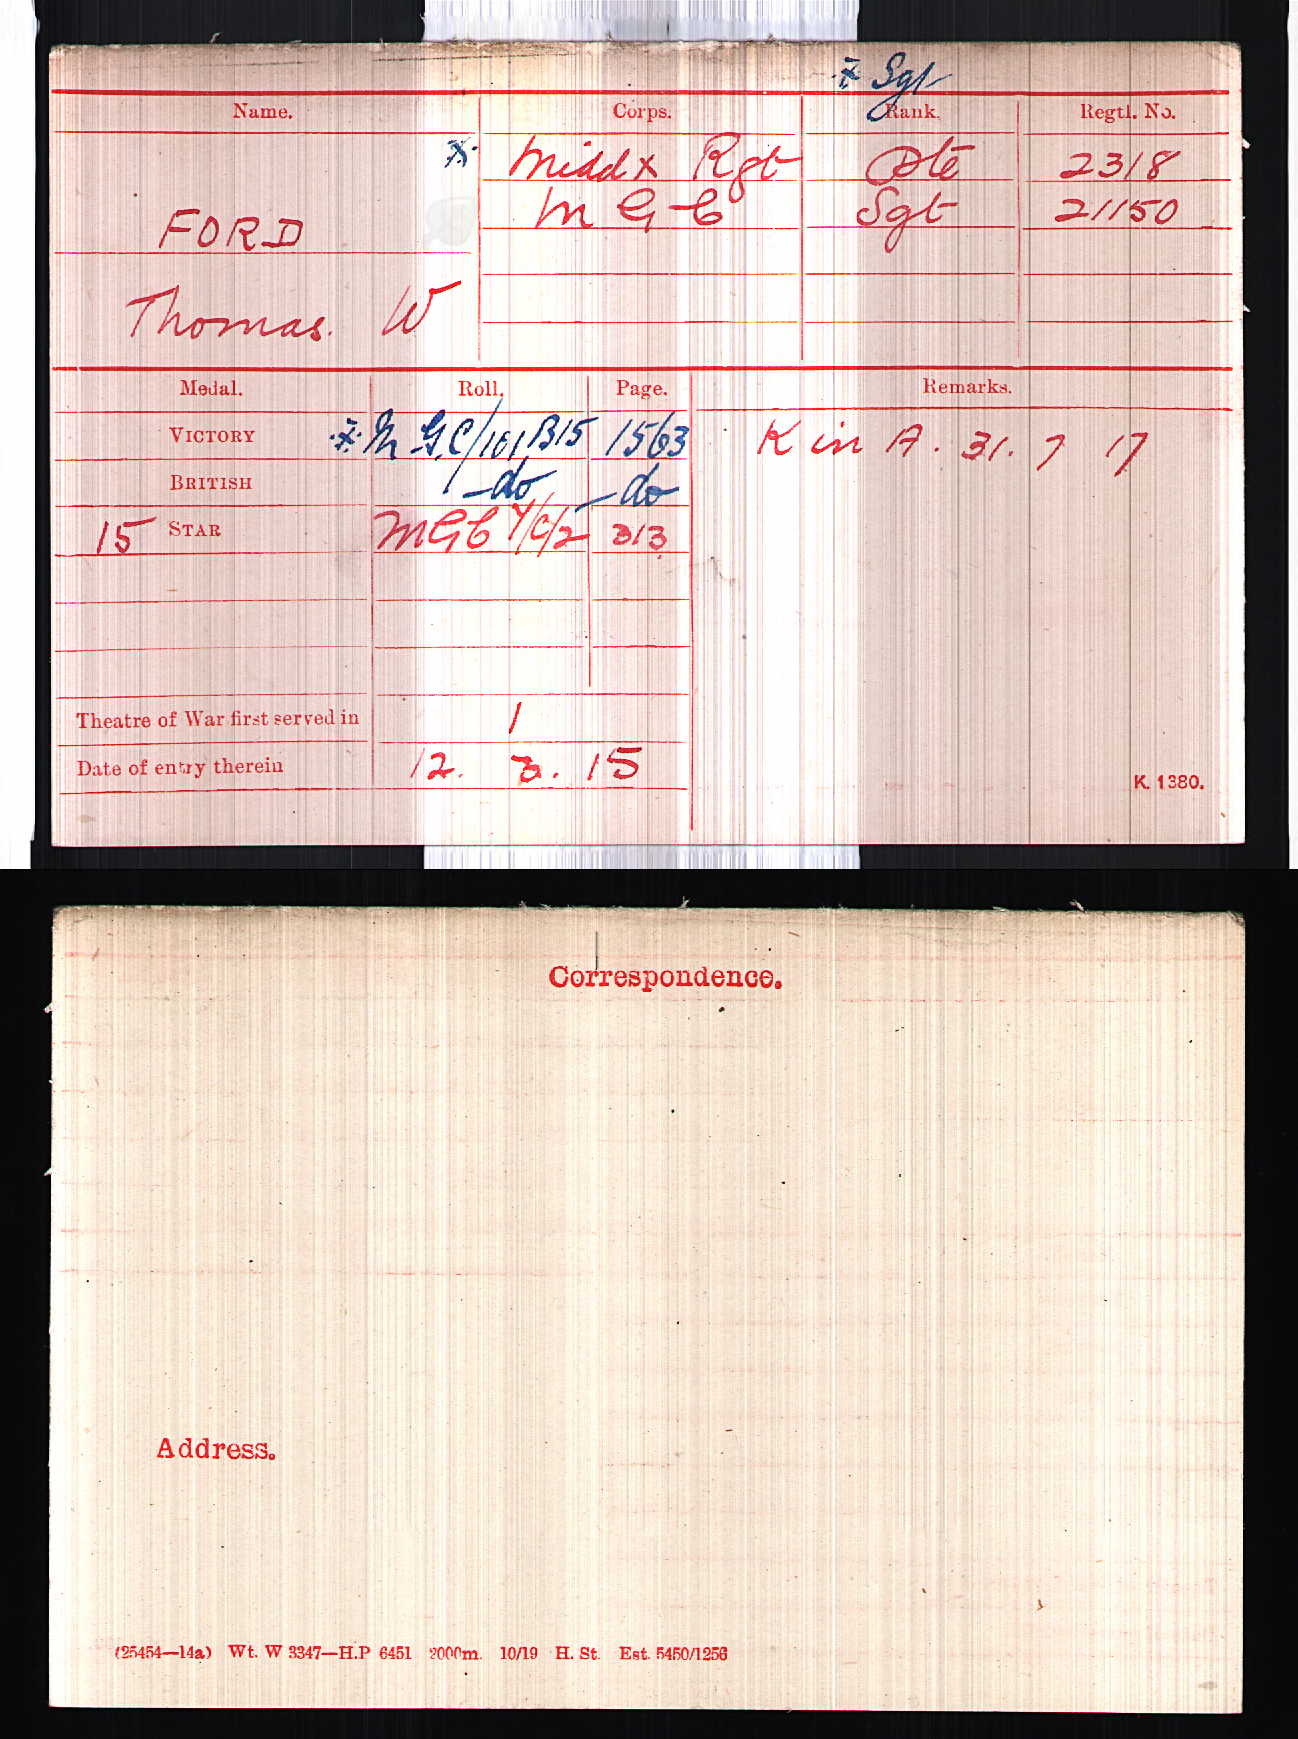 ※ Sgt
Name. Corps. Rank. Regtl. No.
※ Middx Rgt Pte 2318
M G C Sgt 21150
FORD
Thomas. W
Medal. Roll. Page. Remarks.
VICTORY ※ M.G.C/101B15 1563 K in A. 31. 7 17
BRITISH —do— —do—
15 STAR MGC 1/C/2 313
Theatre of War first served in 1
Date of entry therein 12. 3. 15
K. 1380.
Correspondence.
Address.
(25454—14a) Wt. W 3347—H.P 6451 2000m. 10/19 H. St. Est. 5450/1256